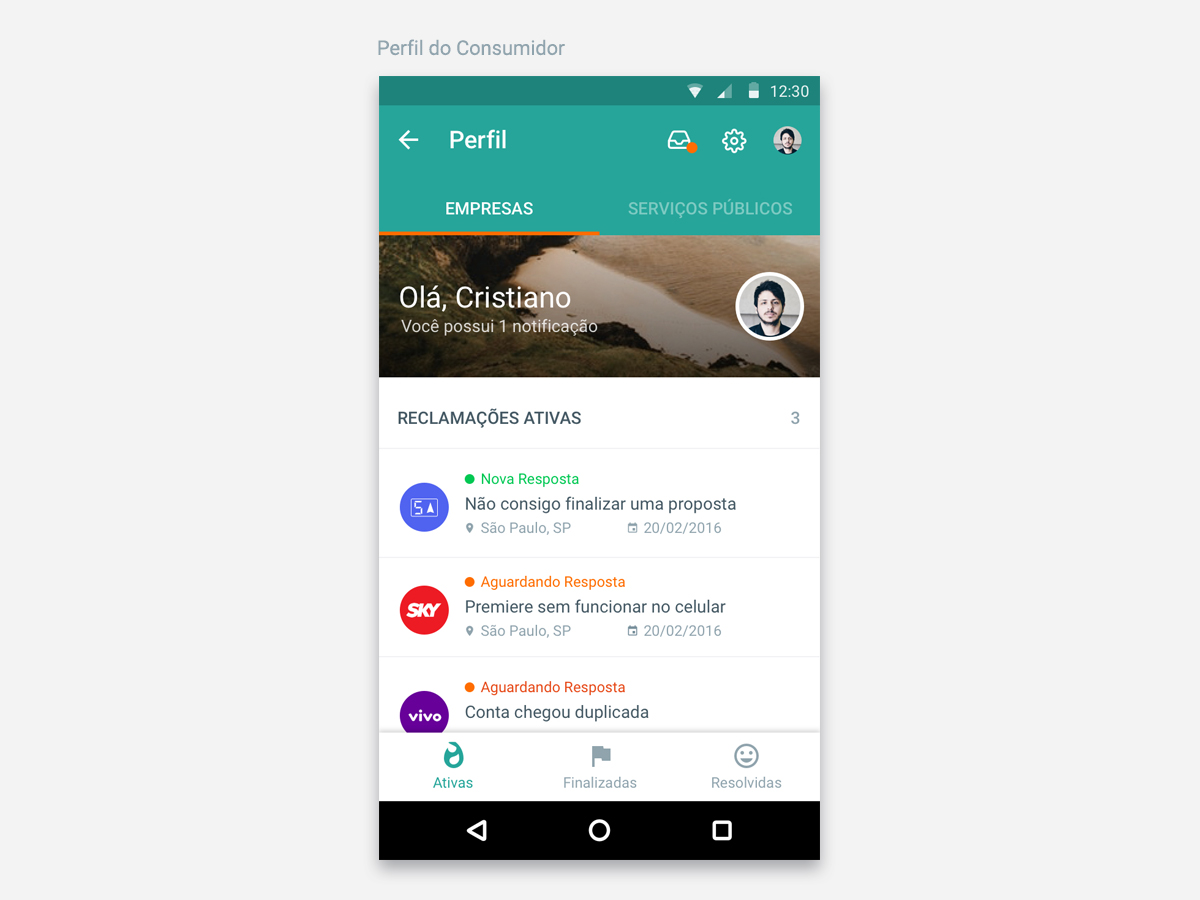 Perfil do Consumidor
12:30
Perfil
EMPRESAS
SERVIÇOS PÚBLICOS
Olá, Cristiano
Você possui 1 notificação
RECLAMAÇÕES ATIVAS
3
Nova Resposta
Não consigo finalizar uma proposta
São Paulo, SP
20/02/2016
Aguardando Resposta
SKY
Premiere sem funcionar no celular
São Paulo, SP
20/02/2016
Aguardando Resposta
vivo
Conta chegou duplicada
Ativas
Finalizadas
Resolvidas